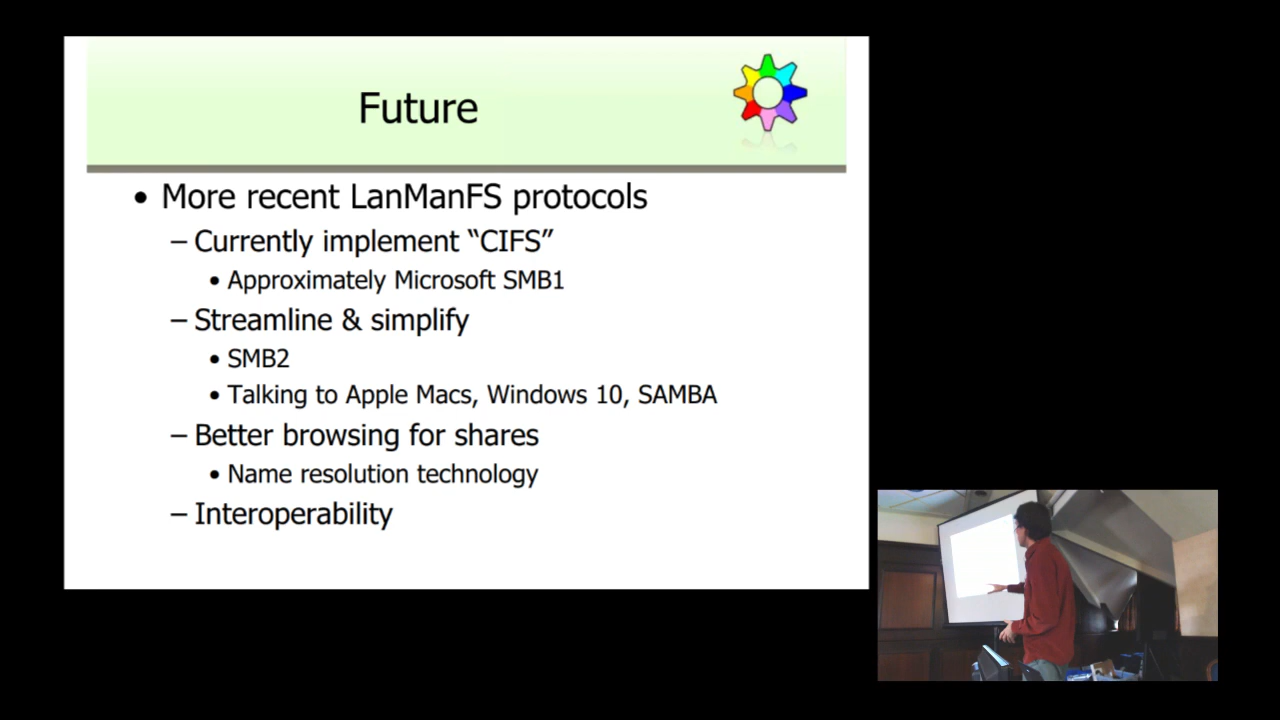 Future
• More recent LanManFS protocols
– Currently implement “CIFS”
• Approximately Microsoft SMB1
– Streamline & simplify
• SMB2
• Talking to Apple Macs, Windows 10, SAMBA
– Better browsing for shares
• Name resolution technology
– Interoperability